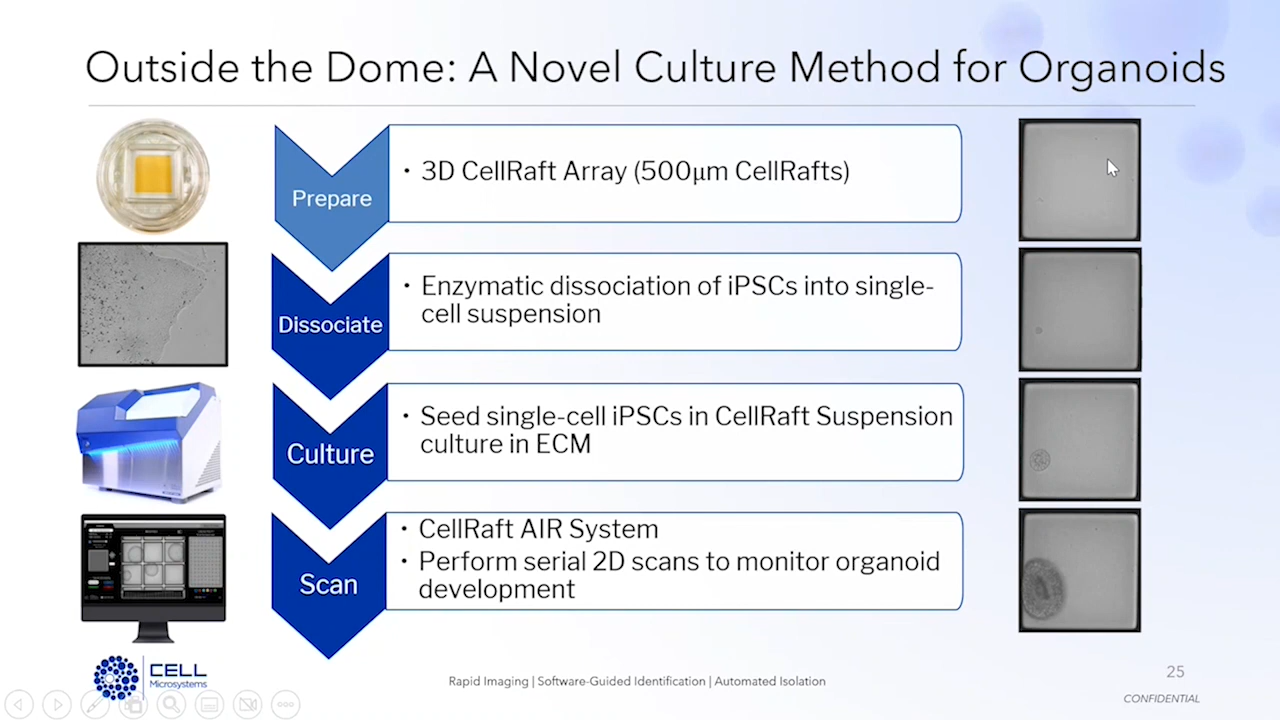 Outside the Dome: A Novel Culture Method for Organoids
Prepare
• 3D CellRaft Array (500µm CellRafts)
Dissociate
• Enzymatic dissociation of iPSCs into single-
cell suspension
Culture
• Seed single-cell iPSCs in CellRaft Suspension
culture in ECM
Scan
• CellRaft AIR System
• Perform serial 2D scans to monitor organoid
development
CELL
Microsystems
Rapid Imaging | Software-Guided Identification | Automated Isolation
25
CONFIDENTIAL